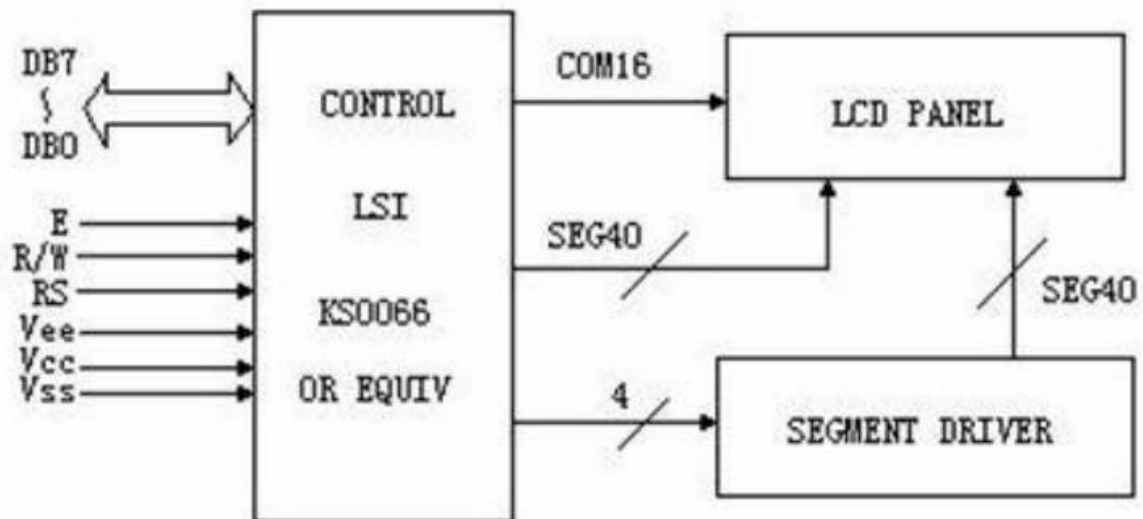 DB7
DB0
E
R/W
RS
Vee
Vcc
Vss
CONTROL
LSI
KS0066
OR EQUIV
COM16
SEG40
4
LCD PANEL
SEG40
SEGMENT DRIVER